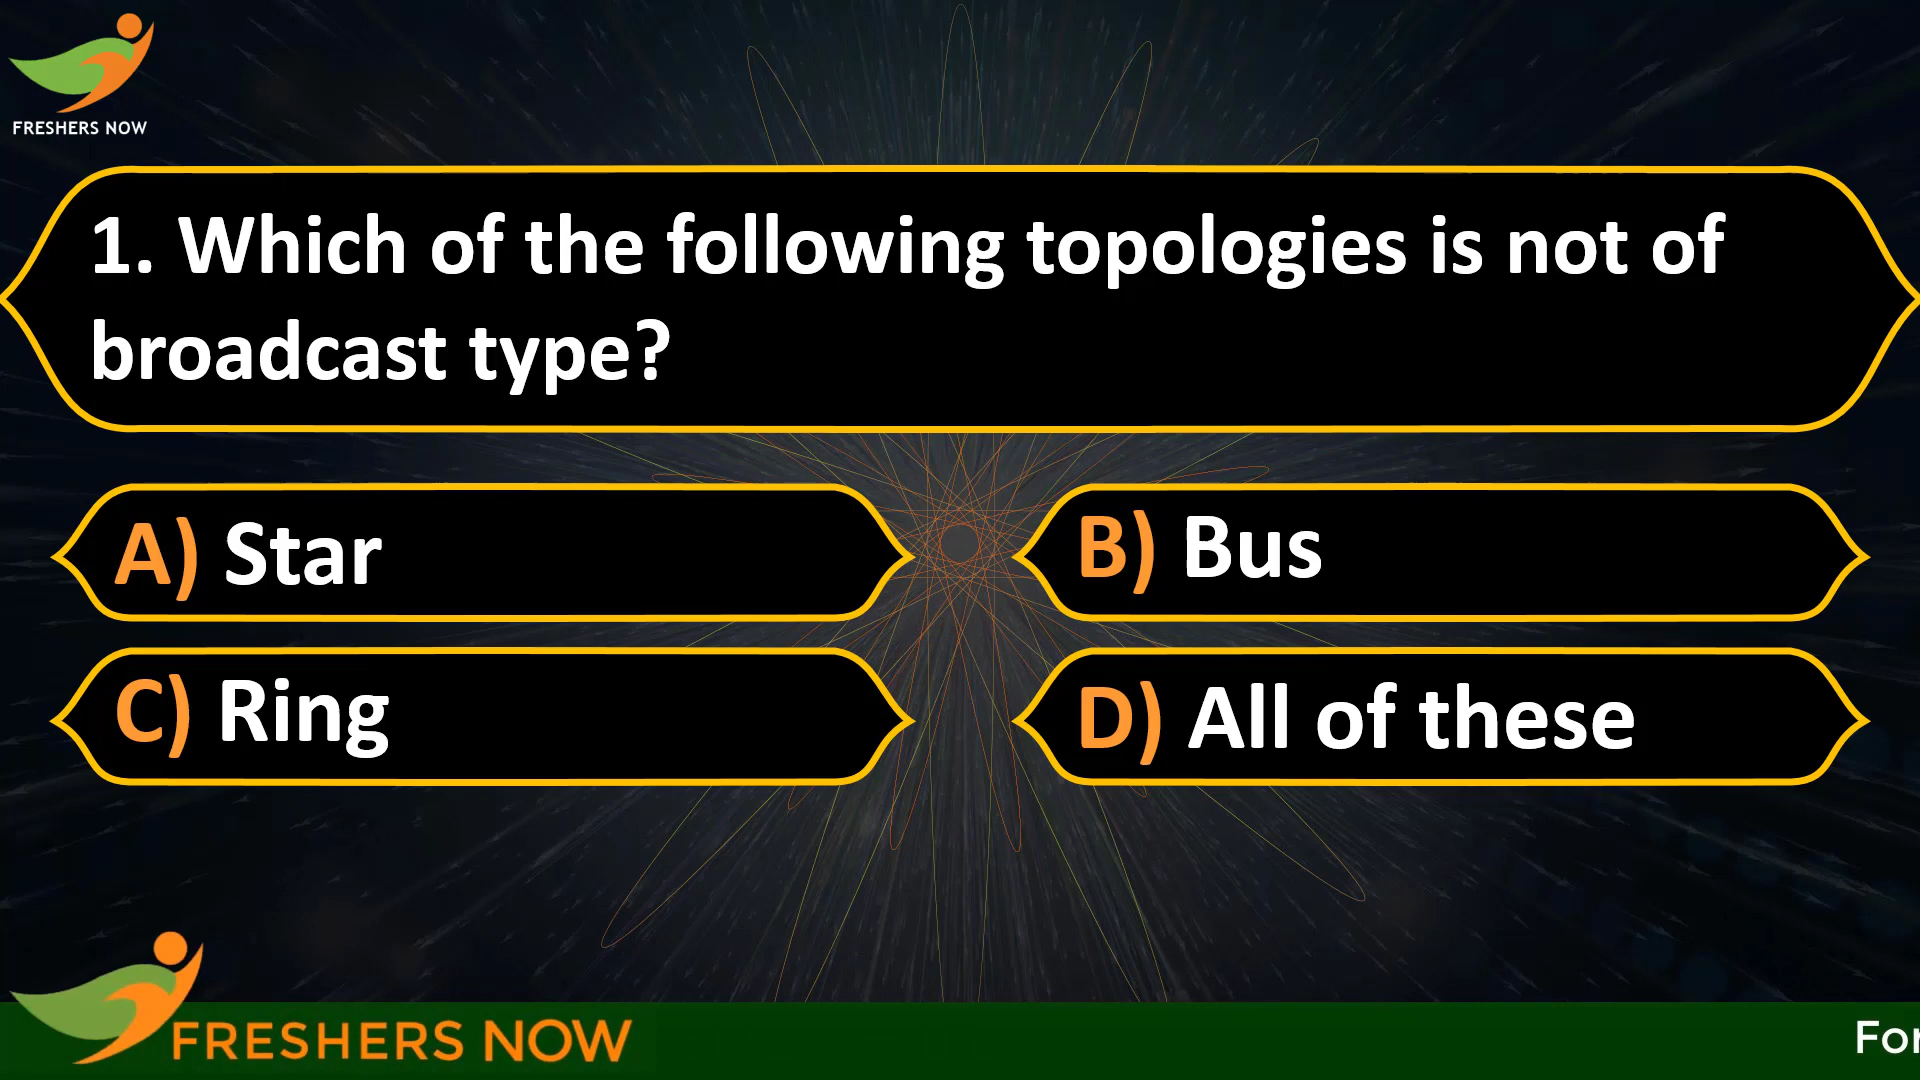 FRESHERS NOW
1. Which of the following topologies is not of
broadcast type?
A) Star
B) Bus
C) Ring
D) All of these
FRESHERS NOW
For